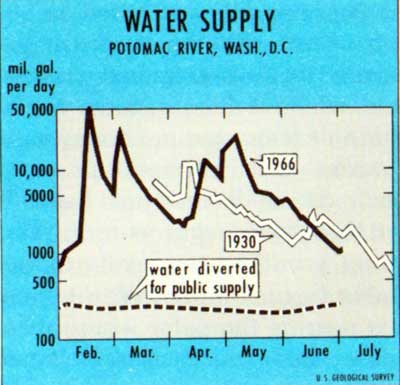 WATER SUPPLY
POTOMAC RIVER, WASH., D.C.
mil. gal.
per day
50,000
10,000
5000
1000
500
100
1966
1930
water diverted
for public supply
Feb. Mar. Apr. May June July
U.S. GEOLOGICAL SURVEY